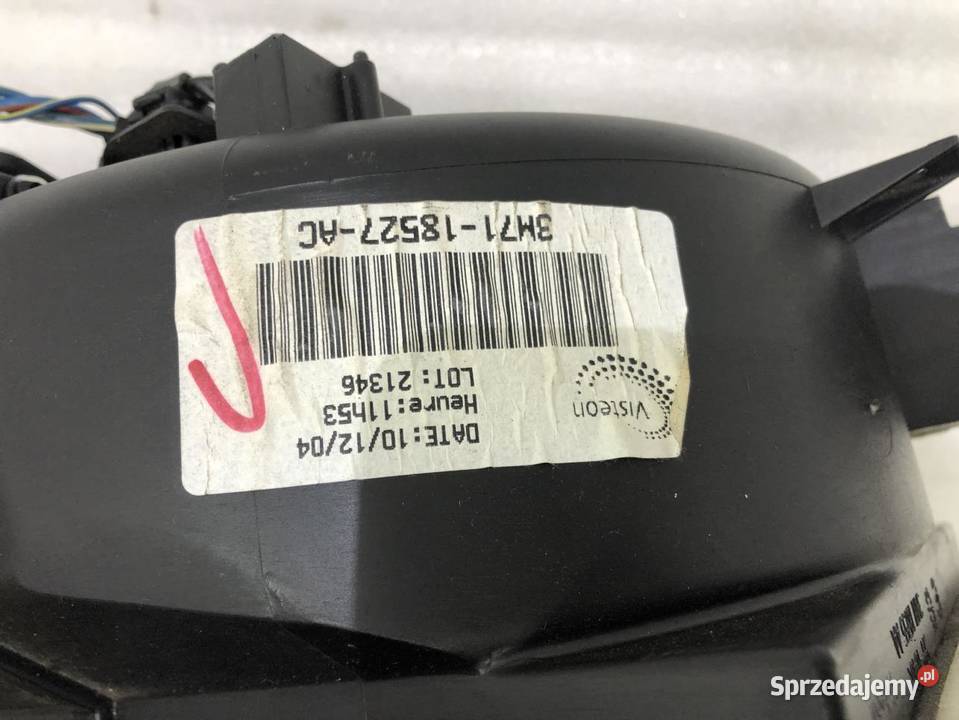 DATE:10/12/04
Heure:11h53
LOT: 21346
Visteon
3M71-18527-AC
Sprzedajemy.pl